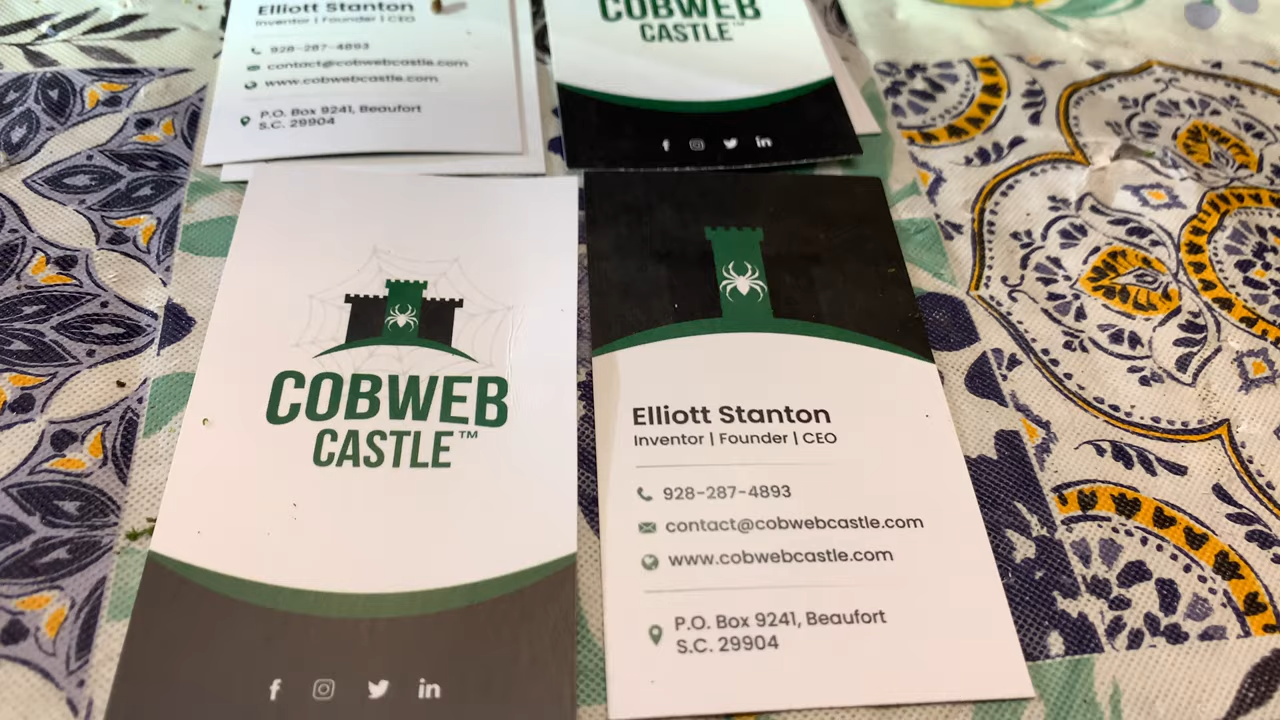 Elliott Stanton
Inventor | Founder | CEO
928-287-4893
contact@cobwebcastle.com
www.cobwebcastle.com
P.O. Box 9241, Beaufort
S.C. 29904
COBWEB
CASTLE™
COBWEB
CASTLE™
Elliott Stanton
Inventor | Founder | CEO
928-287-4893
contact@cobwebcastle.com
www.cobwebcastle.com
P.O. Box 9241, Beaufort
S.C. 29904